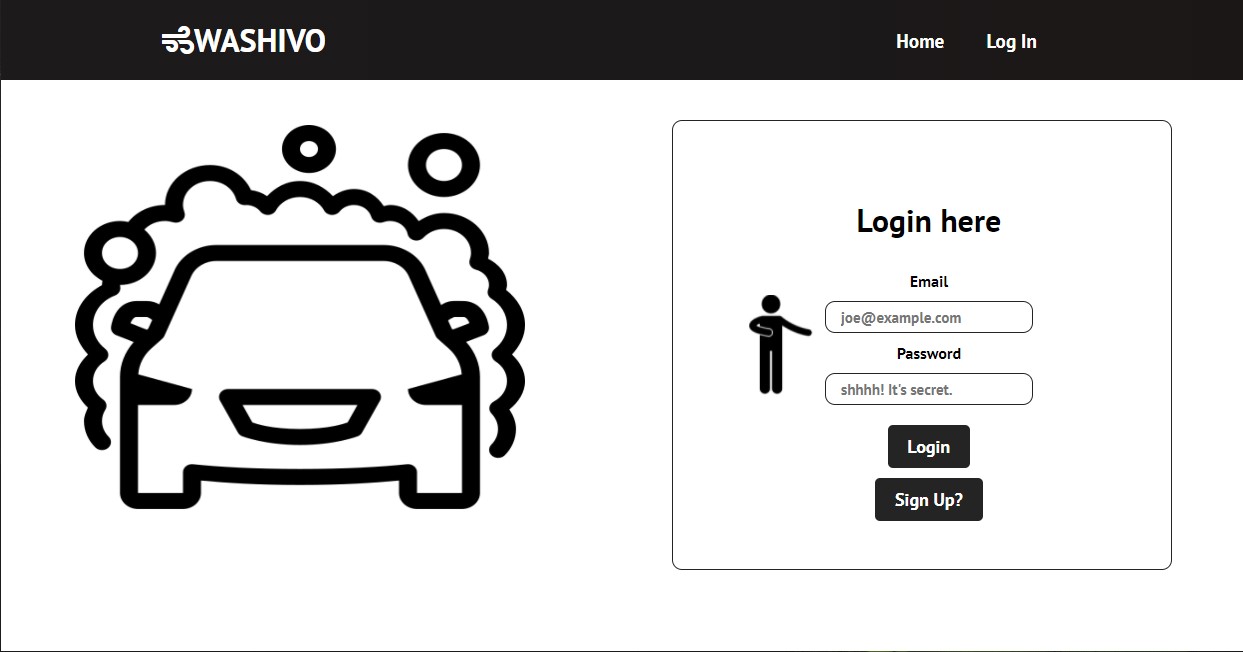 WASHIVO
Home
Log In
Login here
Email
joe@example.com
Password
shhhh! It's secret.
Login
Sign Up?